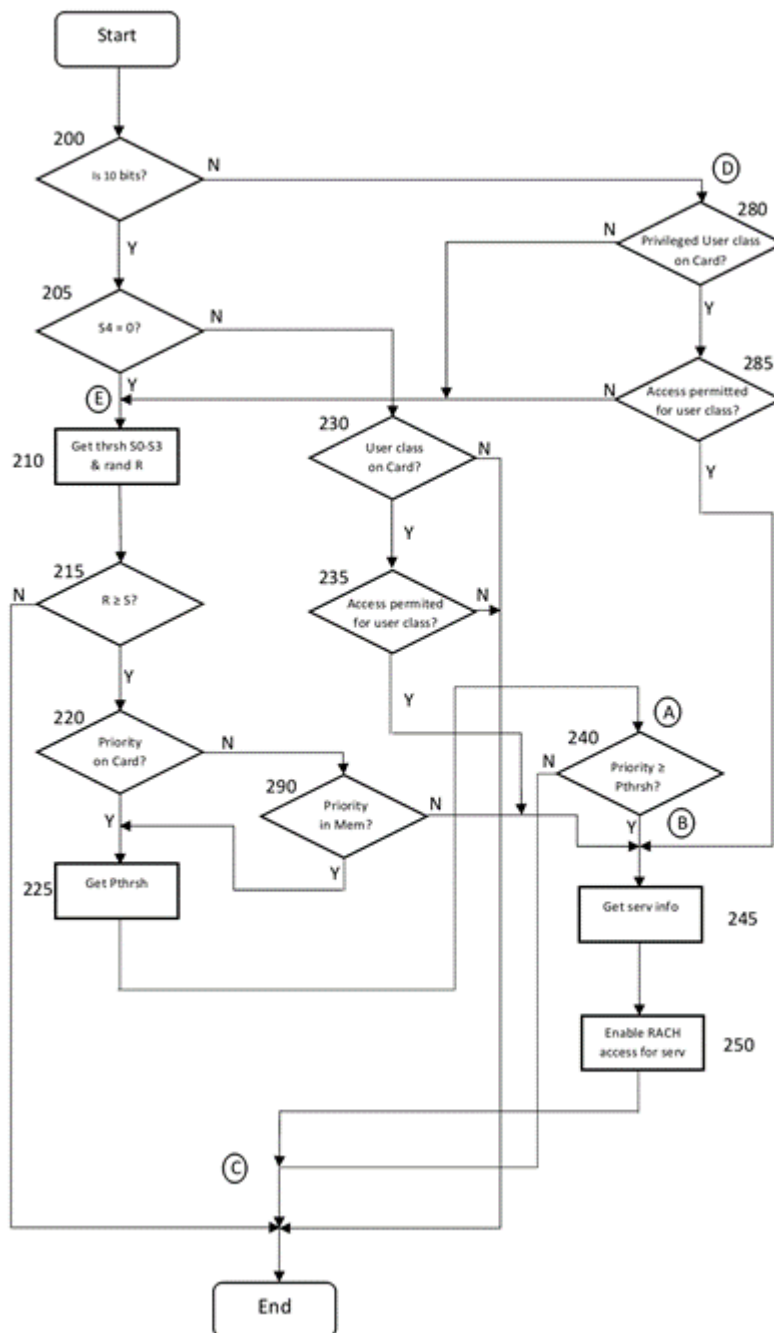 Start
200
Is 10 bits?
N
D
280
N
Privileged User class
on Card?
Y
Y
205
S4 = 0?
N
285
E
Y
N
Access permitted
for user class?
230
Get thrsh S0-S3
& rand R
210
User class
on Card?
N
Y
Y
215
N
R ≥ S?
235
Access permited
for user class?
N
Y
Y
A
220
Priority
on Card?
N
240
N
Priority ≥
Pthrsh?
290
Priority
in Mem?
N
Y
Y
B
Y
225
Get Pthrsh
Get serv info
245
Enable RACH
access for serv
250
C
End